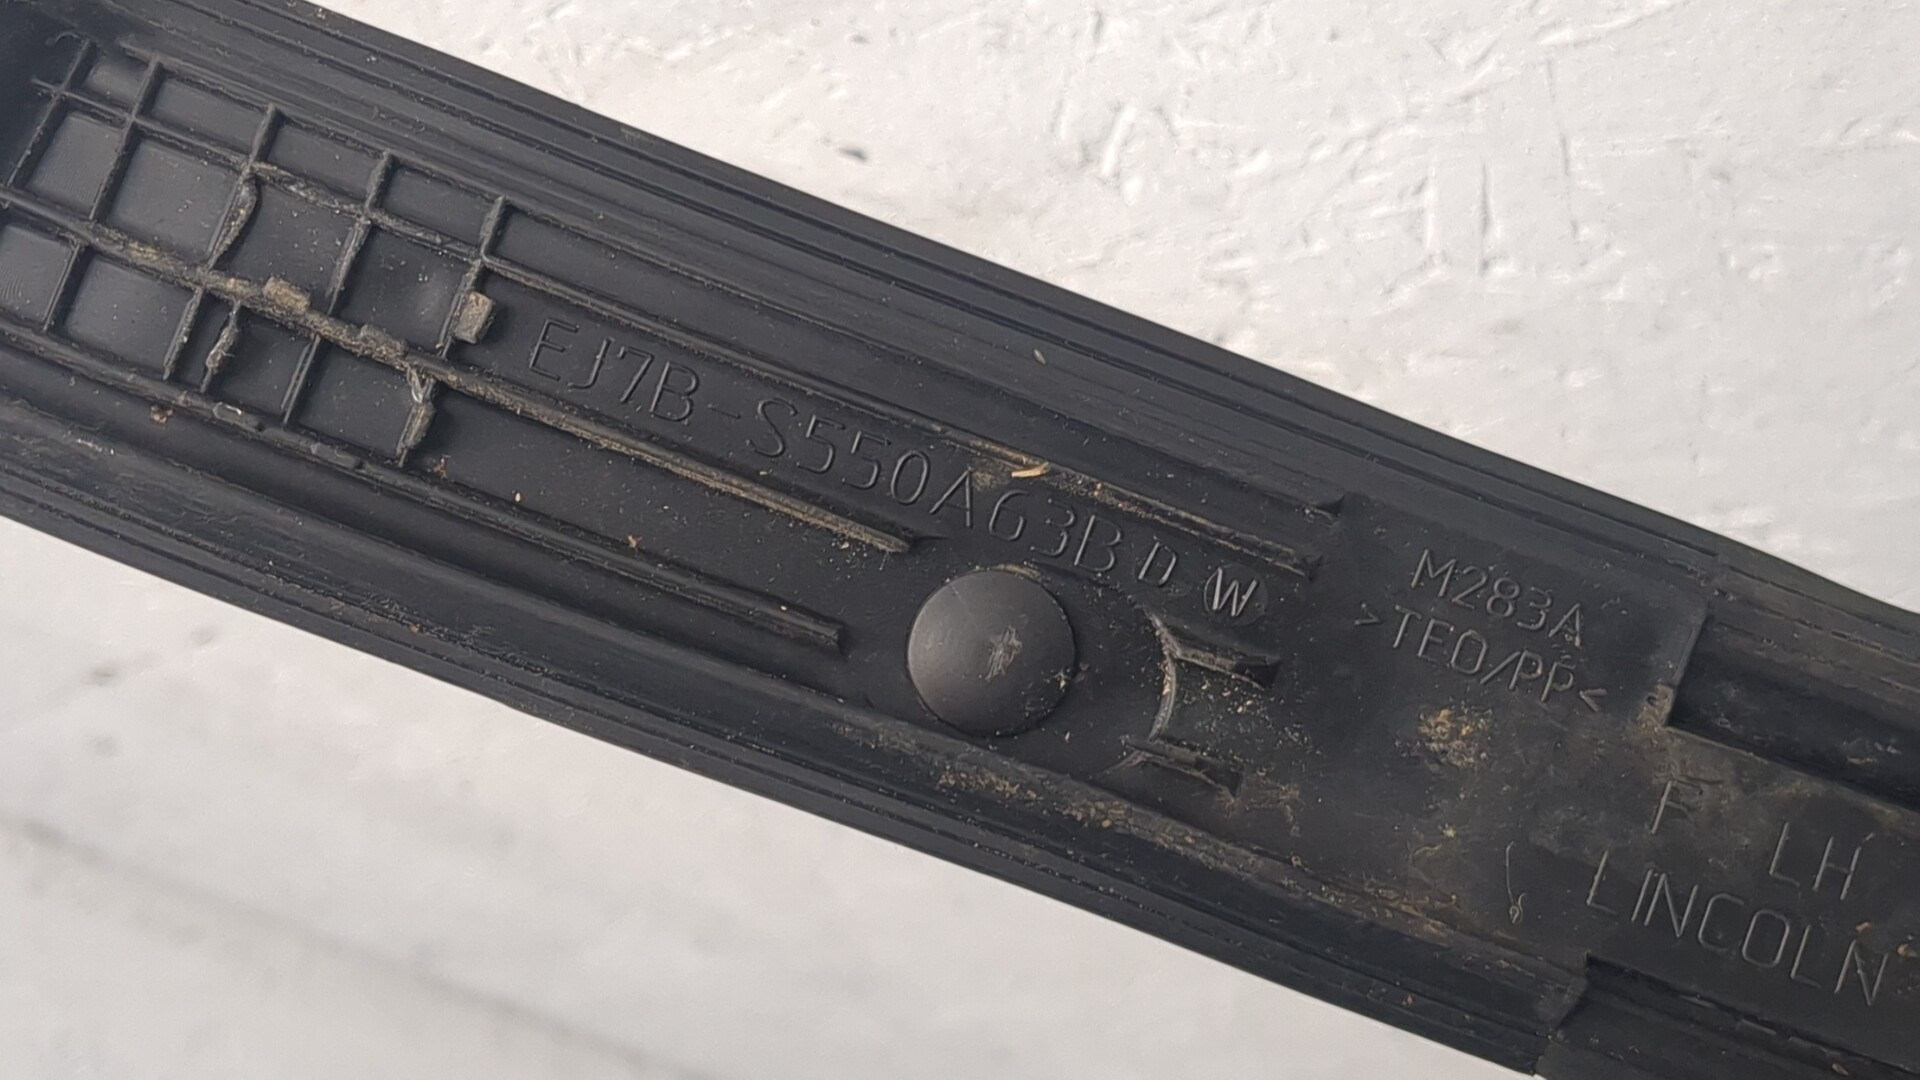 EJ7B-S550A63B D W
M283A
>TEO/PP<
F LH
LINCOLN